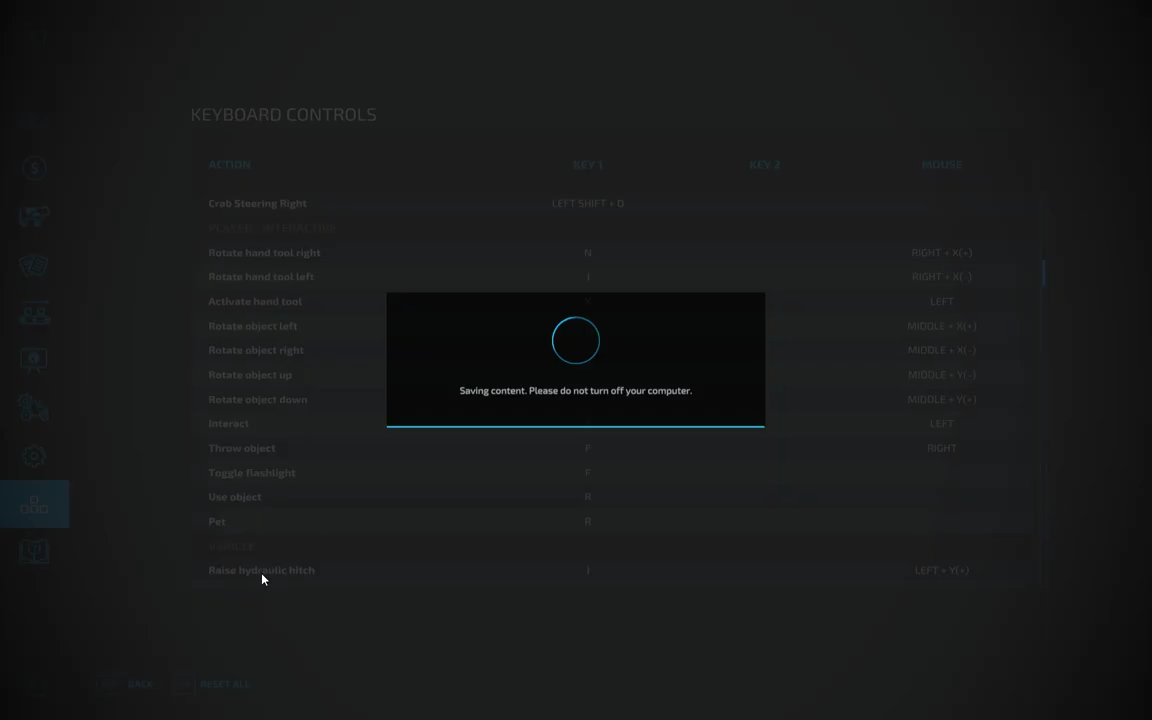 KEYBOARD CONTROLS
ACTION KEY 1 KEY 2 MOUSE
Crab Steering Right LEFT SHIFT + D
PLAYER - INTERACTIVE
Rotate hand tool right N RIGHT + X(+)
Rotate hand tool left I RIGHT + X(-)
Activate hand tool X LEFT
Rotate object left MIDDLE + X(+)
Rotate object right MIDDLE + X(-)
Rotate object up MIDDLE + Y(-)
Saving content. Please do not turn off your computer.
Rotate object down MIDDLE + Y(+)
Interact LEFT
Throw object P RIGHT
Toggle flashlight F
Use object R
Pet R
VEHICLE
Raise hydraulic hitch LEFT + Y(+)
BACK RESET ALL